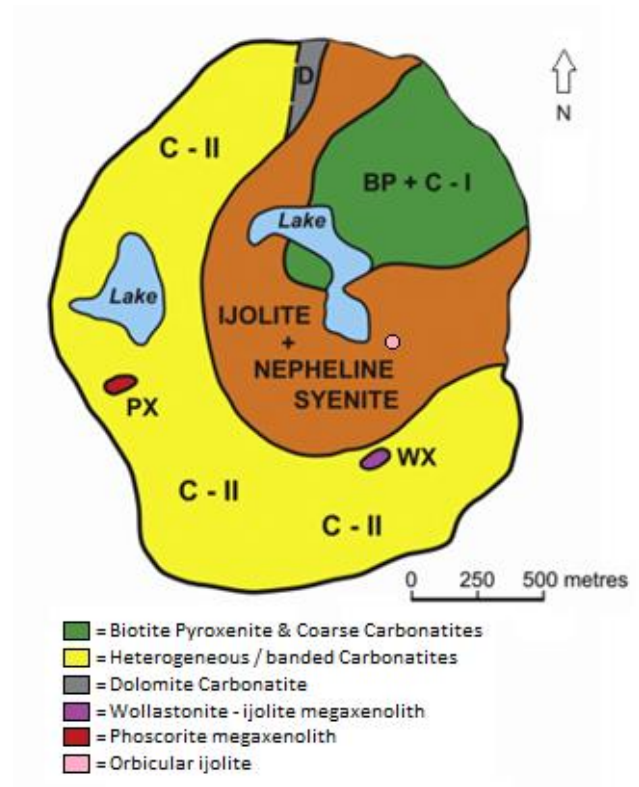 D
C - II
N
BP + C - I
Lake
Lake
IJOLITE
+
NEPHELINE
SYENITE
PX
WX
C - II
C - II
0 250 500 metres
= Biotite Pyroxenite & Coarse Carbonatites
= Heterogeneous / banded Carbonatites
= Dolomite Carbonatite
= Wollastonite - ijolite megaxenolith
= Phoscorite megaxenolith
= Orbicular ijolite